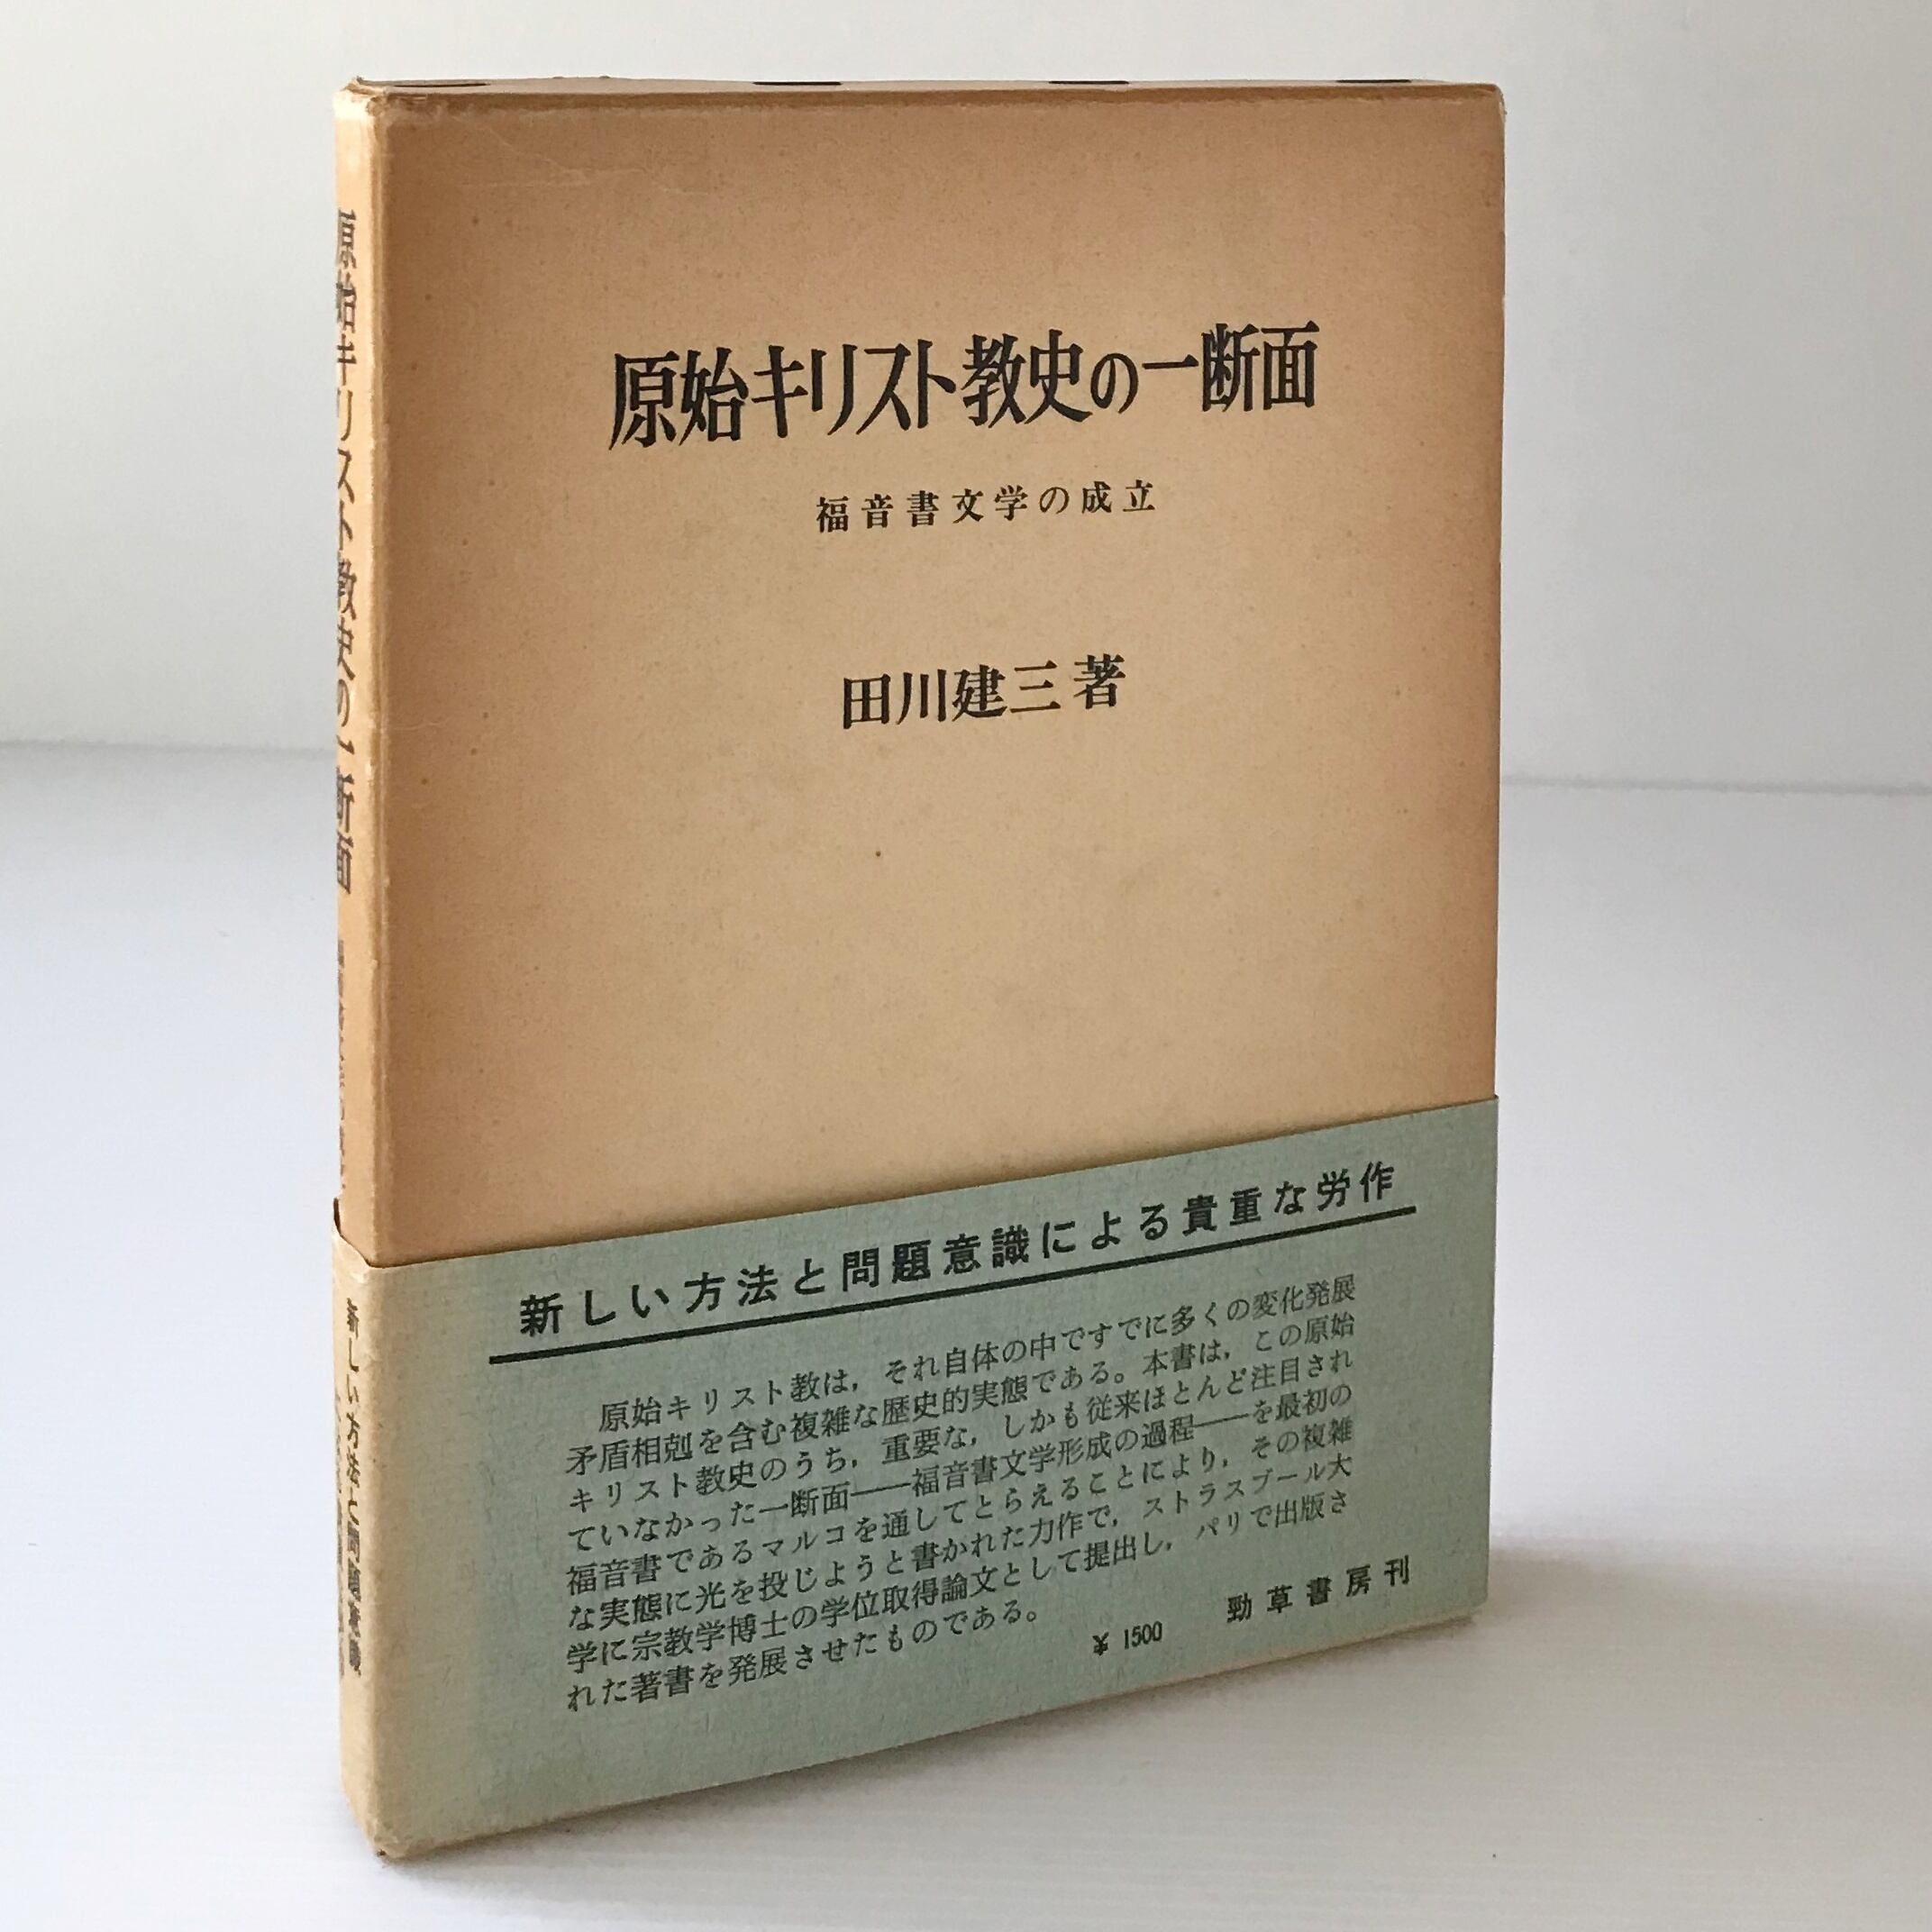 原始キリスト教史の一断面
福音書文学の成立
田川建三著
新しい方法と問題意識による貴重な労作
原始キリスト教は，それ自体の中ですでに多くの変化発展
矛盾相剋を含む複雑な歴史的実態である。本書は，この原始
キリスト教史のうち，重要な，しかも従来ほとんど注目され
ていなかった一断面――福音書文学形成の過程――を最初の
福音書であるマルコを通してとらえることにより，その複雑
な実態に光を投じようと書かれた力作で，ストラスブール大
学に宗教学博士の学位取得論文として提出し，パリで出版さ
れた著書を発展させたものである。
¥1500 勁草書房刊
原始キリスト教史の一断面
新しい方法と問題意識